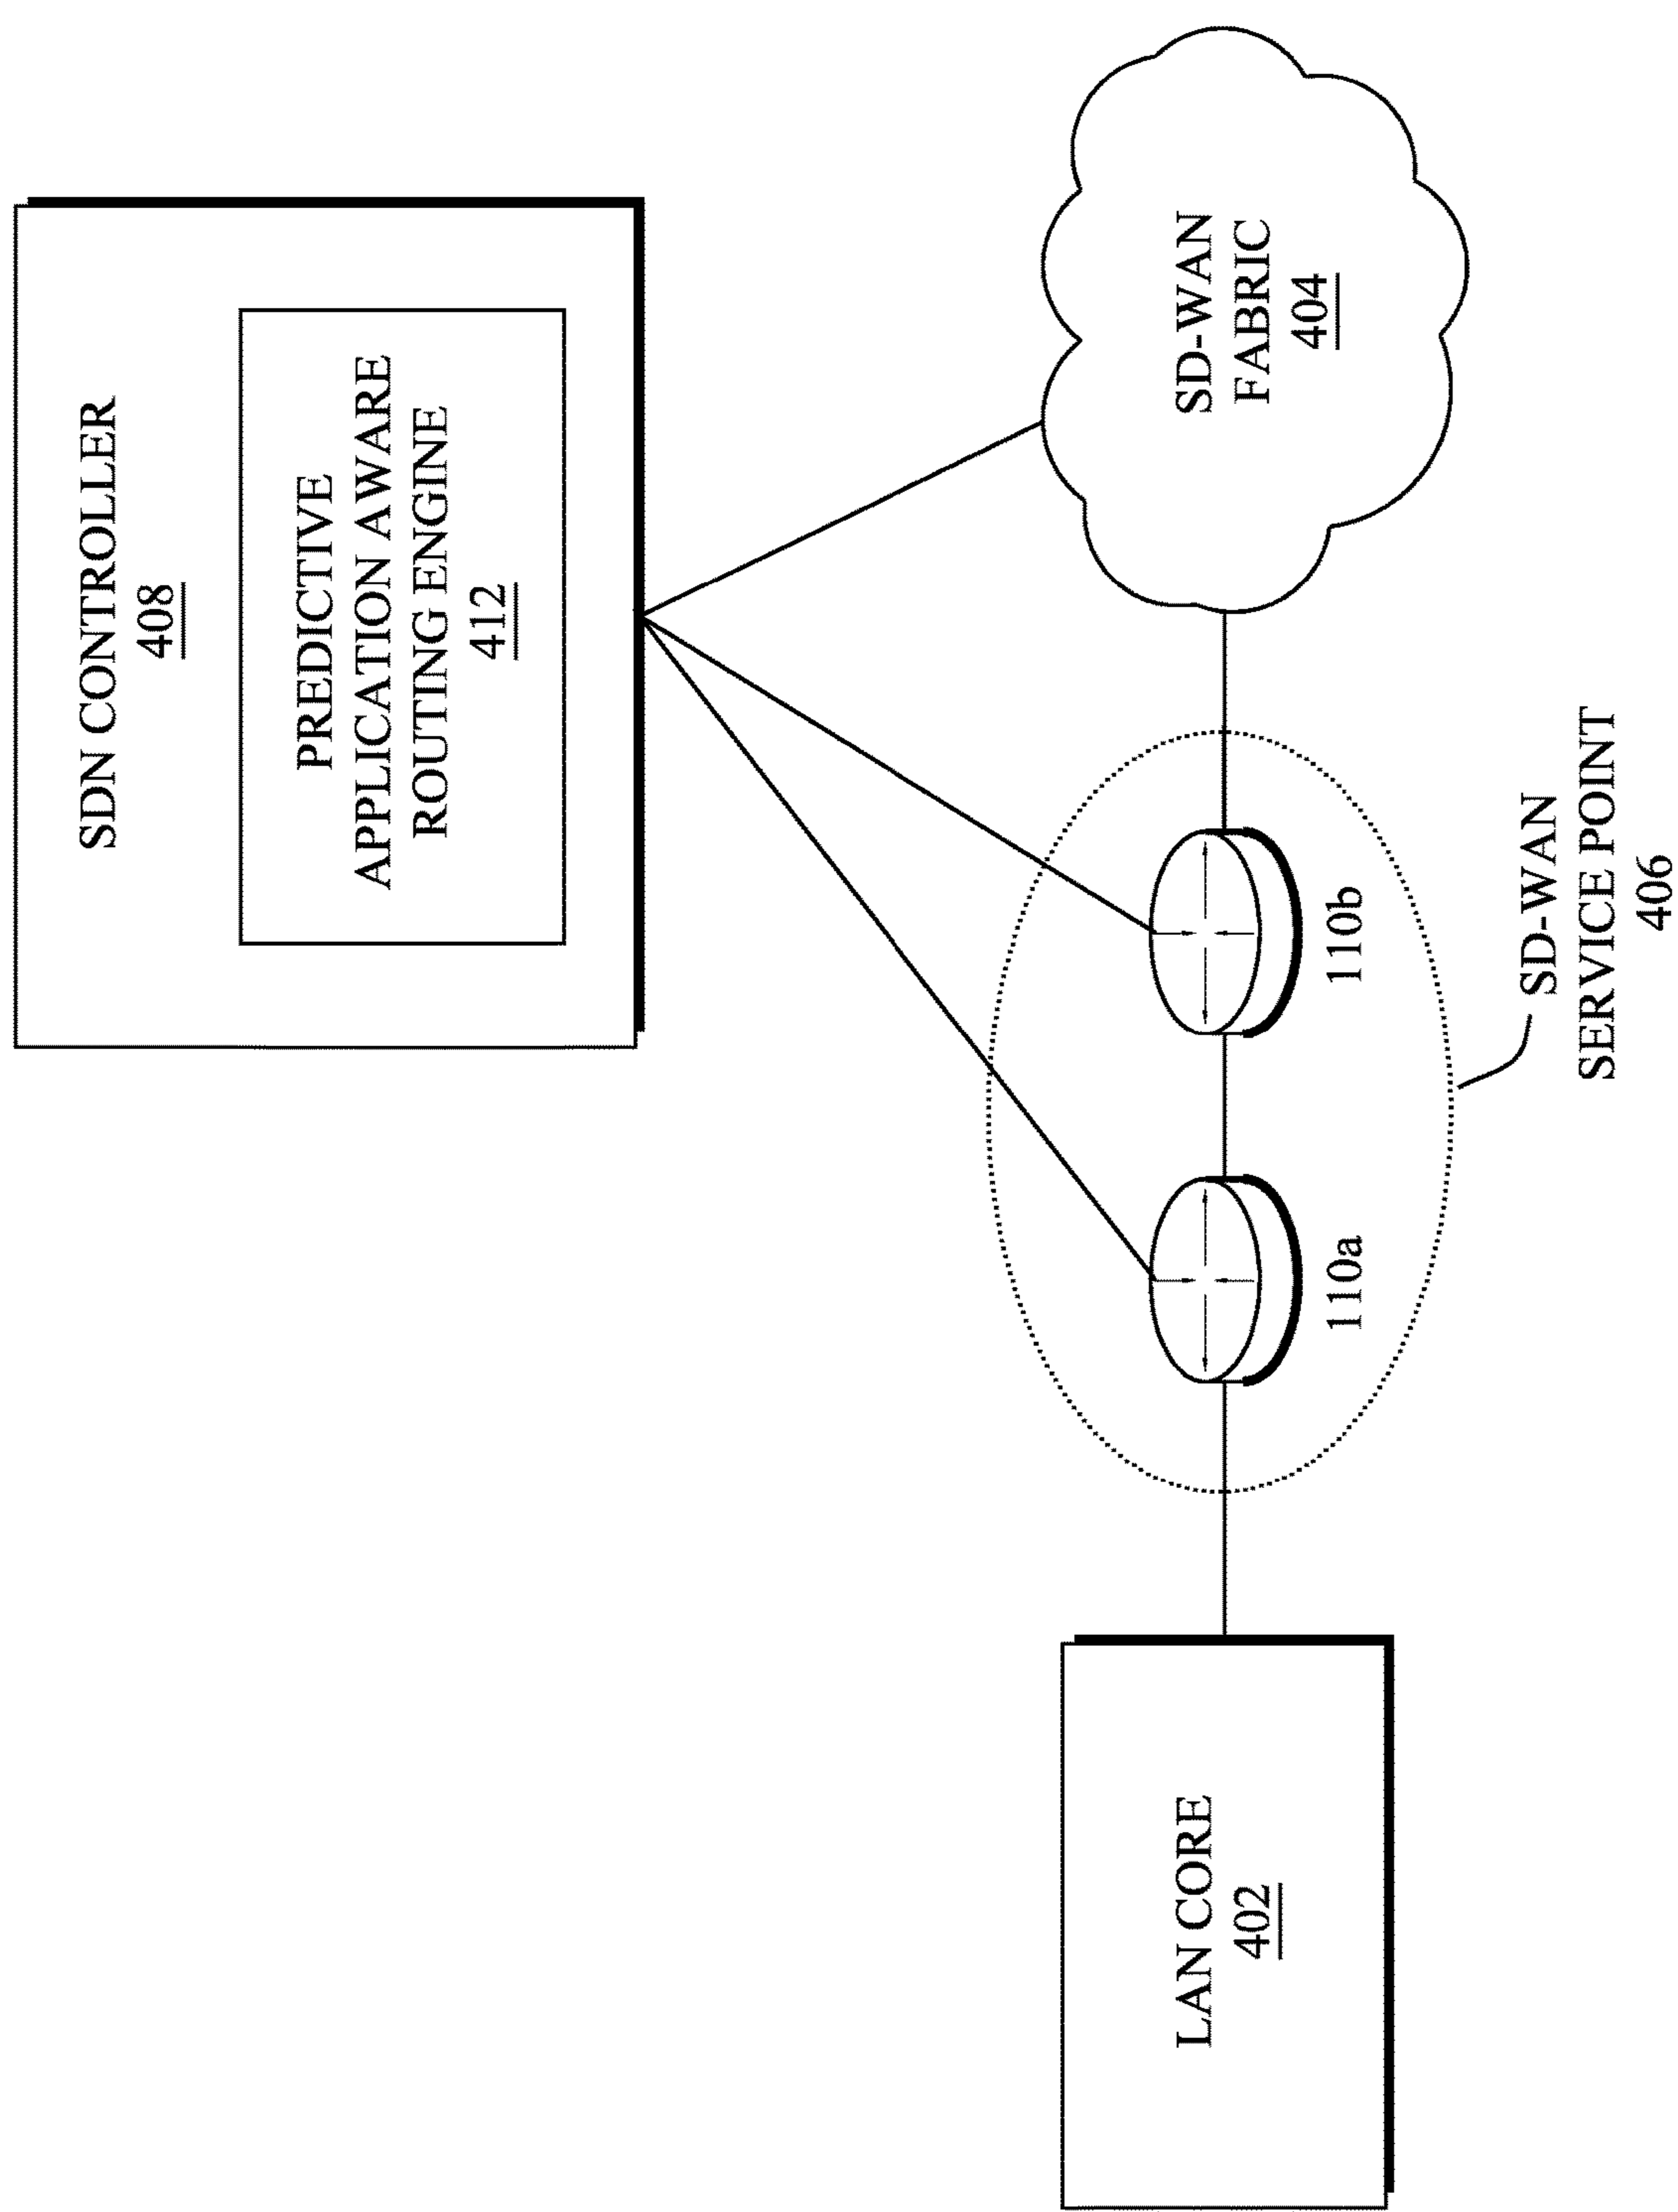 SDN CONTROLLER
408
PREDICTIVE
APPLICATION AWARE
ROUTING ENGINE
412
LAN CORE
402
110a
110b
SD-WAN
FABRIC
404
SD-WAN
SERVICE POINT
406